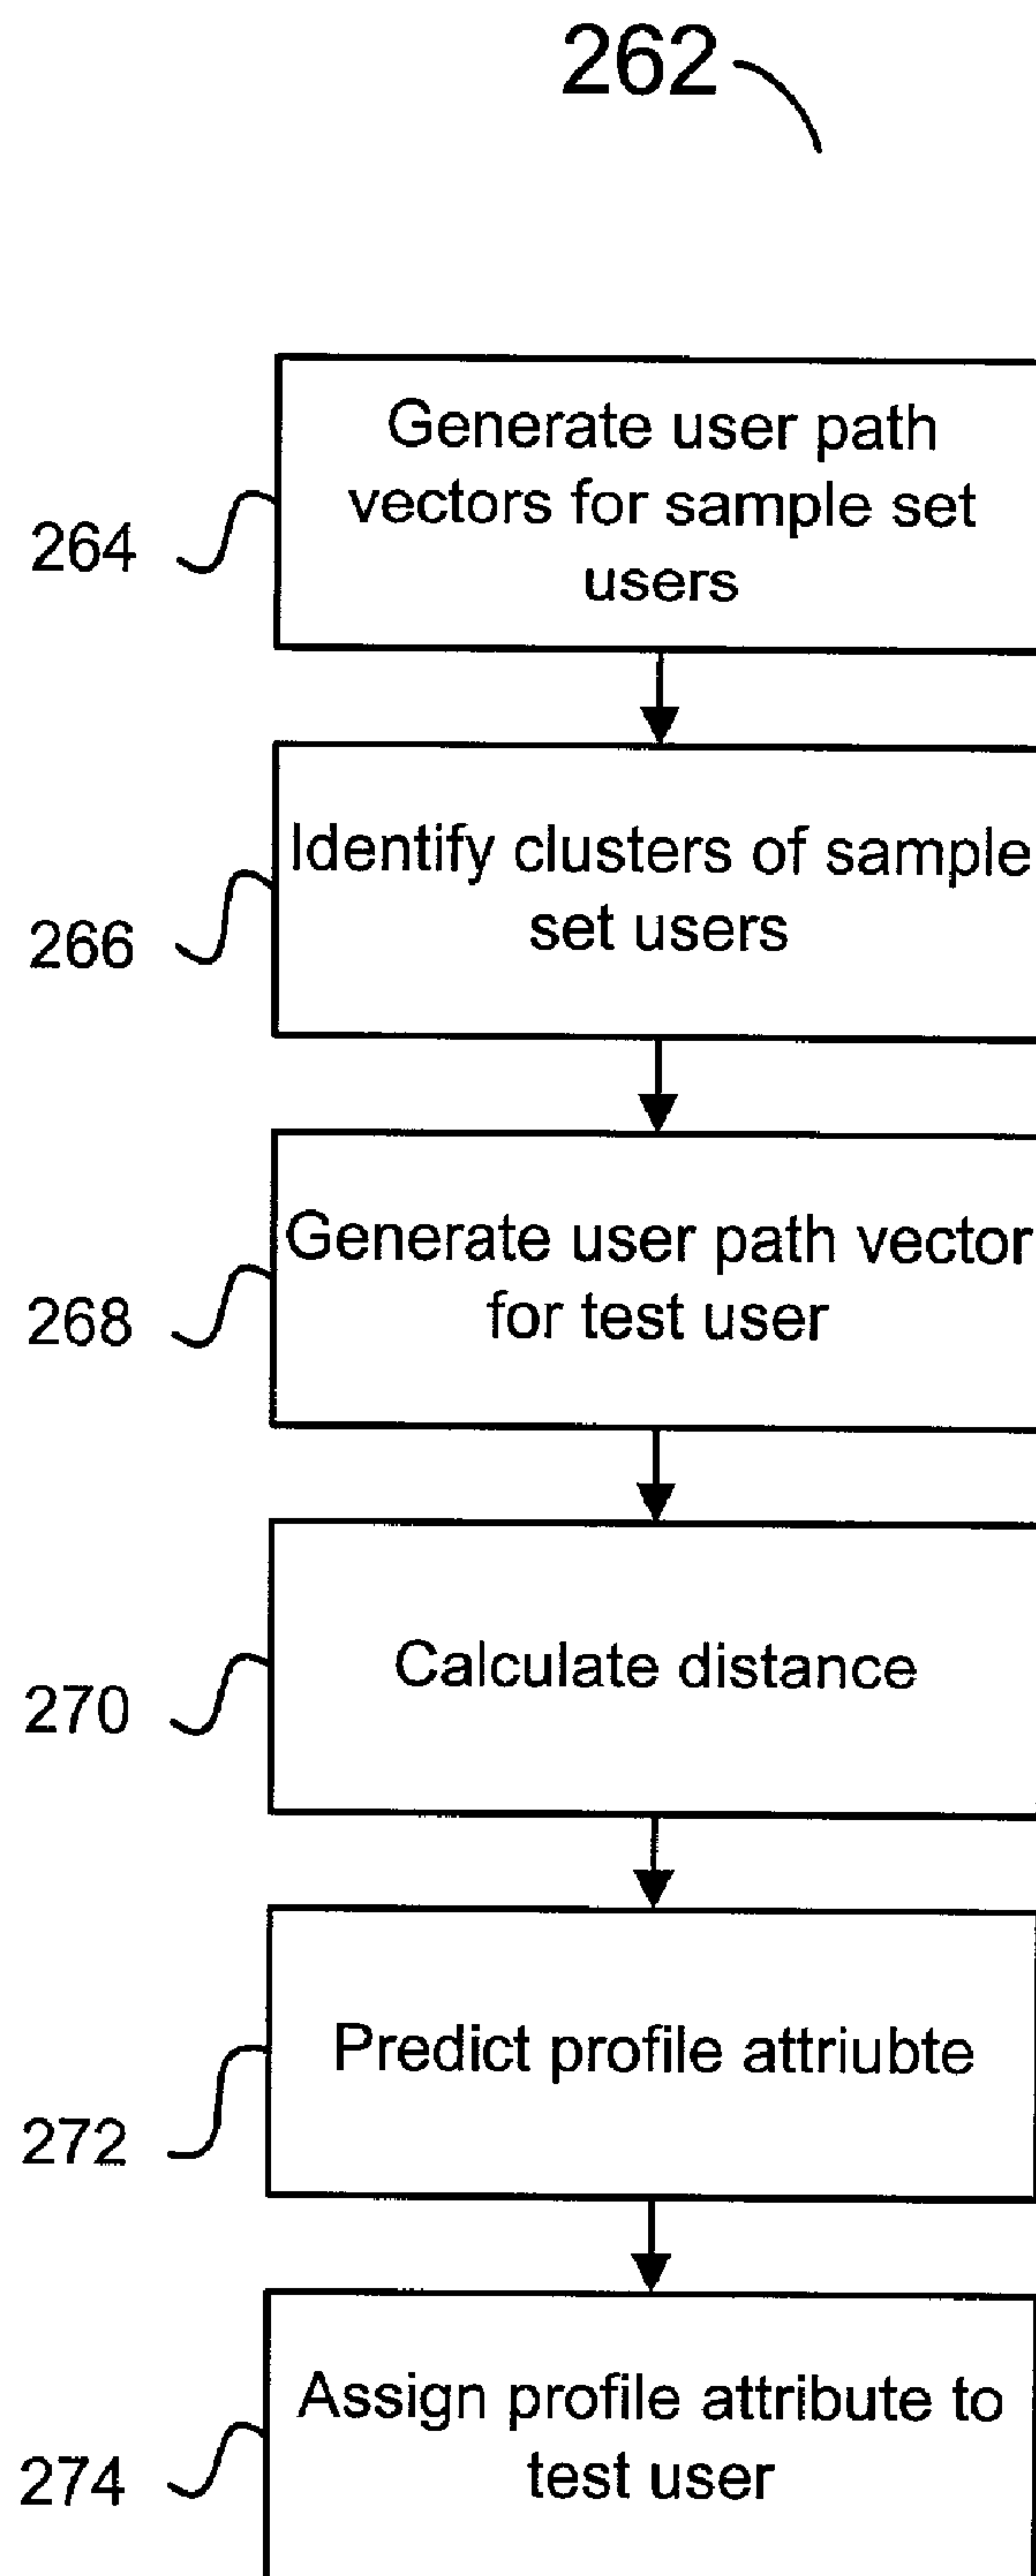 262
264
Generate user path
vectors for sample set
users
266
Identify clusters of sample
set users
268
Generate user path vector
for test user
270
Calculate distance
272
Predict profile attriubte
274
Assign profile attribute to
test user